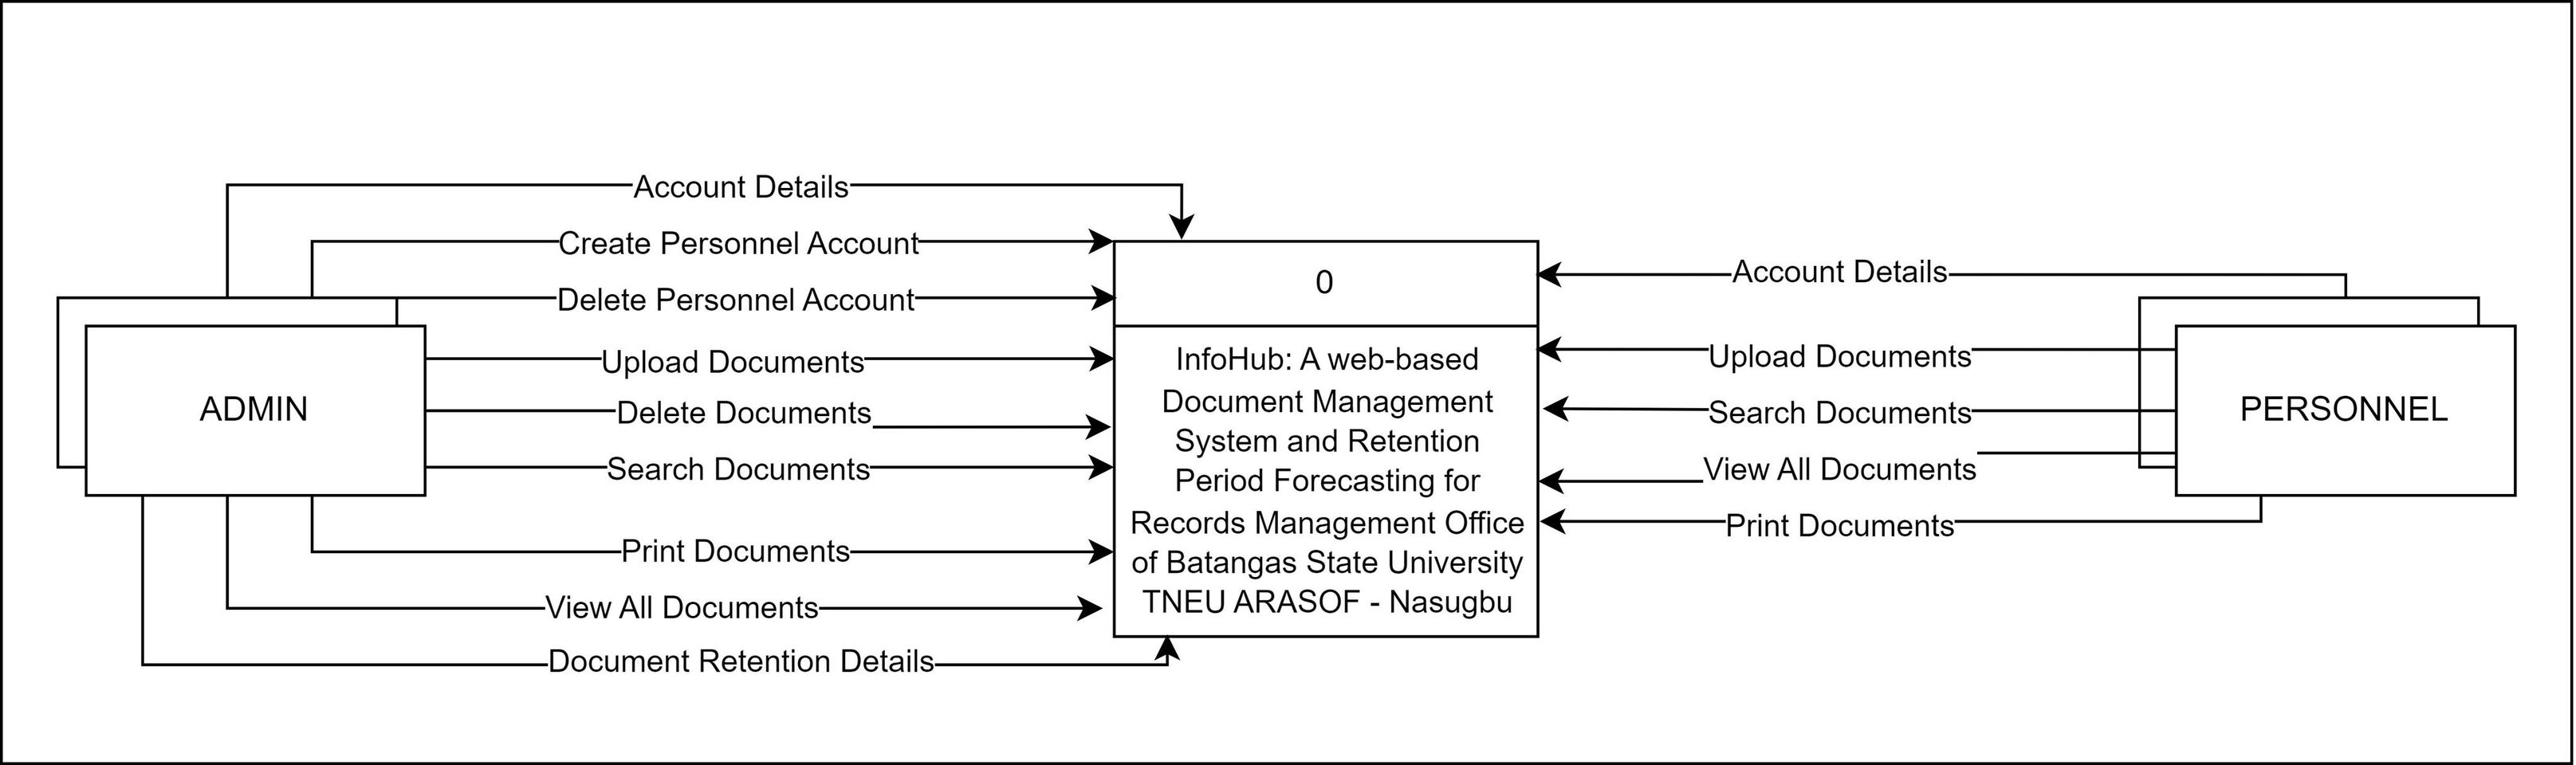 Account Details
Create Personnel Account
Delete Personnel Account
Upload Documents
Delete Documents
Search Documents
Print Documents
View All Documents
Document Retention Details
ADMIN
0
InfoHub: A web-based
Document Management
System and Retention
Period Forecasting for
Records Management Office
of Batangas State University
TNEU ARASOF - Nasugbu
Account Details
Upload Documents
Search Documents
View All Documents
Print Documents
PERSONNEL